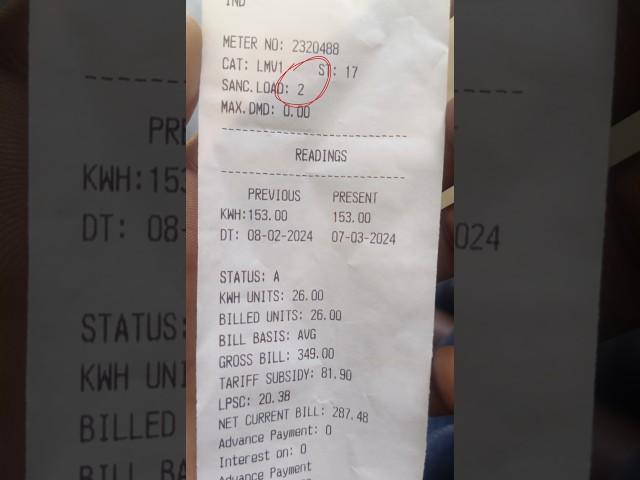 IND
METER NO: 2320488
CAT: LMV1 ST: 17
SANC.LOAD: 2
MAX.DMD: 0.00
READINGS
PREVIOUS PRESENT
KWH:153.00 153.00
DT: 08-02-2024 07-03-2024
STATUS: A
KWH UNITS: 26.00
BILLED UNITS: 26.00
BILL BASIS: AVG
GROSS BILL: 349.00
TARIFF SUBSIDY: 81.90
LPSC: 20.38
NET CURRENT BILL: 287.48
Advance Payment: 0
Interest on: 0
Advance Payment